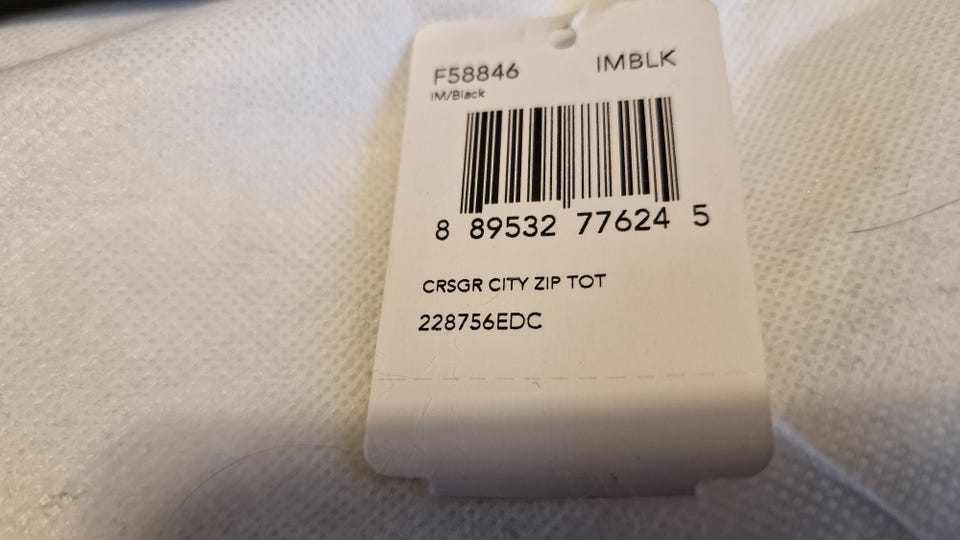 F58846 IMBLK
IM/Black
8 89532 77624 5
CRSGR CITY ZIP TOT
228756EDC